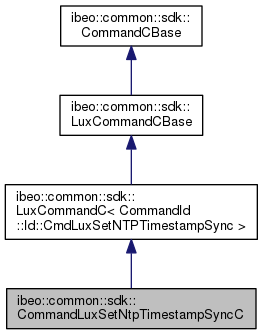 ibeo::common::sdk::
CommandCBase
ibeo::common::sdk::
LuxCommandCBase
ibeo::common::sdk::
LuxCommandC< CommandId
::Id::CmdLuxSetNTPTimestampSync >
ibeo::common::sdk::
CommandLuxSetNtpTimestampSyncC